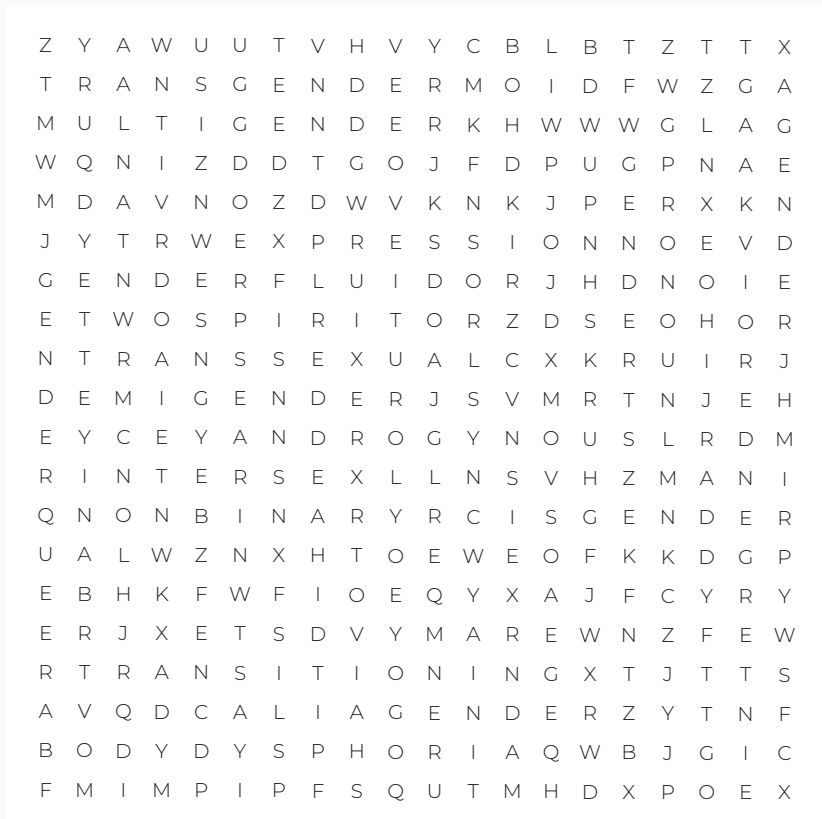 Z Y A W U U T V H V Y C B L B T Z T T X
T R A N S G E N D E R M O I D F W Z G A
M U L T I G E N D E R K H W W W G L A G
W Q N I Z D D T G O J F D P U G P N A E
M D A V N O Z D W V K N K J P E R X K N
J Y T R W E X P R E S S I O N N O E V D
G E N D E R F L U I D O R J H D N O I E
E T W O S P I R I T O R Z D S E O H O R
N T R A N S S E X U A L C X K R U I R J
D E M I G E N D E R J S V M R T N J E H
E Y C E Y A N D R O G Y N O U S L R D M
R I N T E R S E X L L N S V H Z M A N I
Q N O N B I N A R Y R C I S G E N D E R
U A L W Z N X H T O E W E O F K K D G P
E B H K F W F I O E Q Y X A J F C Y R Y
E R J X E T S D V Y M A R E W N Z F E W
R T R A N S I T I O N I N G X T J T T S
A V Q D C A L I A G E N D E R Z Y T N F
B O D Y D Y S P H O R I A Q W B J G I C
F M I M P I P F S Q U T M H D X P O E X